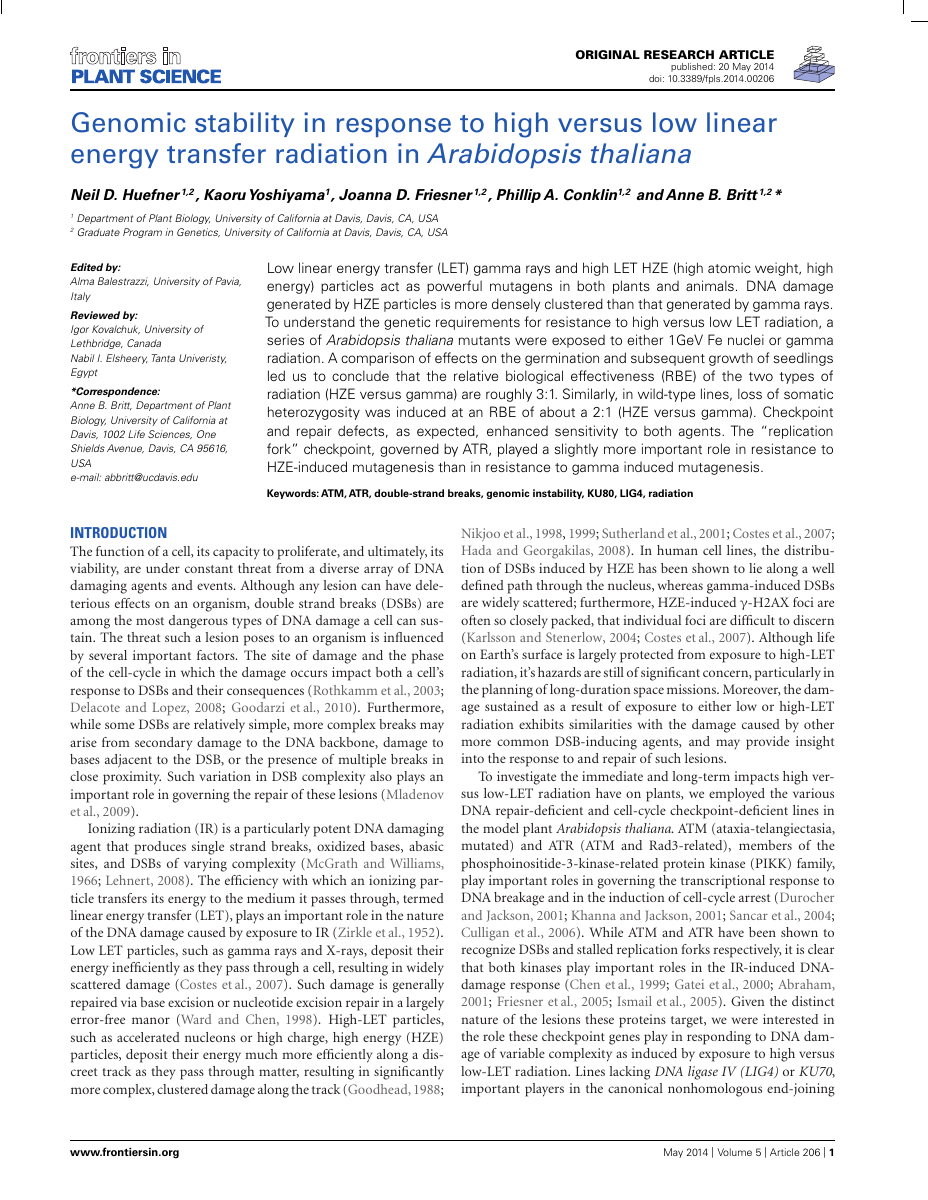 frontiers in
PLANT SCIENCE
ORIGINAL RESEARCH ARTICLE
published: 20 May 2014
doi: 10.3389/fpls.2014.00206
Genomic stability in response to high versus low linear
energy transfer radiation in Arabidopsis thaliana
Neil D. Huefner 1,2, Kaoru Yoshiyama 1, Joanna D. Friesner 1,2, Phillip A. Conklin 1,2 and Anne B. Britt 1,2 *
1 Department of Plant Biology, University of California at Davis, Davis, CA, USA
2 Graduate Program in Genetics, University of California at Davis, Davis, CA, USA
Edited by:
Alma Balestrazzi, University of Pavia,
Italy
Reviewed by:
Igor Kovalchuk, University of
Lethbridge, Canada
Nabil I. Elsheery, Tanta Univeristy,
Egypt
*Correspondence:
Anne B. Britt, Department of Plant
Biology, University of California at
Davis, 1002 Life Sciences, One
Shields Avenue, Davis, CA 95616,
USA
e-mail: abbritt@ucdavis.edu
Low linear energy transfer (LET) gamma rays and high LET HZE (high atomic weight, high
energy) particles act as powerful mutagens in both plants and animals. DNA damage
generated by HZE particles is more densely clustered than that generated by gamma rays.
To understand the genetic requirements for resistance to high versus low LET radiation, a
series of Arabidopsis thaliana mutants were exposed to either 1GeV Fe nuclei or gamma
radiation. A comparison of effects on the germination and subsequent growth of seedlings
led us to conclude that the relative biological effectiveness (RBE) of the two types of
radiation (HZE versus gamma) are roughly 3:1. Similarly, in wild-type lines, loss of somatic
heterozygosity was induced at an RBE of about a 2:1 (HZE versus gamma). Checkpoint
and repair defects, as expected, enhanced sensitivity to both agents. The “replication
fork” checkpoint, governed by ATR, played a slightly more important role in resistance to
HZE-induced mutagenesis than in resistance to gamma induced mutagenesis.
Keywords: ATM, ATR, double-strand breaks, genomic instability, KU80, LIG4, radiation
INTRODUCTION
The function of a cell, its capacity to proliferate, and ultimately, its
viability, are under constant threat from a diverse array of DNA
damaging agents and events. Although any lesion can have dele-
terious effects on an organism, double strand breaks (DSBs) are
among the most dangerous types of DNA damage a cell can sus-
tain. The threat such a lesion poses to an organism is influenced
by several important factors. The site of damage and the phase
of the cell-cycle in which the damage occurs impact both a cell’s
response to DSBs and their consequences (Rothkamm et al., 2003;
Delacote and Lopez, 2008; Goodarzi et al., 2010). Furthermore,
while some DSBs are relatively simple, more complex breaks may
arise from secondary damage to the DNA backbone, damage to
bases adjacent to the DSB, or the presence of multiple breaks in
close proximity. Such variation in DSB complexity also plays an
important role in governing the repair of these lesions (Mladenov
et al., 2009).
Ionizing radiation (IR) is a particularly potent DNA damaging
agent that produces single strand breaks, oxidized bases, abasic
sites, and DSBs of varying complexity (McGrath and Williams,
1966; Lehnert, 2008). The efficiency with which an ionizing par-
ticle transfers its energy to the medium it passes through, termed
linear energy transfer (LET), plays an important role in the nature
of the DNA damage caused by exposure to IR (Zirkle et al., 1952).
Low LET particles, such as gamma rays and X-rays, deposit their
energy inefficiently as they pass through a cell, resulting in widely
scattered damage (Costes et al., 2007). Such damage is generally
repaired via base excision or nucleotide excision repair in a largely
error-free manor (Ward and Chen, 1998). High-LET particles,
such as accelerated nucleons or high charge, high energy (HZE)
particles, deposit their energy much more efficiently along a dis-
creet track as they pass through matter, resulting in significantly
more complex, clustered damage along the track (Goodhead, 1988;
Nikjoo et al., 1998, 1999; Sutherland et al., 2001; Costes et al., 2007;
Hada and Georgakilas, 2008). In human cell lines, the distribu-
tion of DSBs induced by HZE has been shown to lie along a well
defined path through the nucleus, whereas gamma-induced DSBs
are widely scattered; furthermore, HZE-induced γ-H2AX foci are
often so closely packed, that individual foci are difficult to discern
(Karlsson and Stenerlow, 2004; Costes et al., 2007). Although life
on Earth’s surface is largely protected from exposure to high-LET
radiation, it’s hazards are still of significant concern, particularly in
the planning of long-duration space missions. Moreover, the dam-
age sustained as a result of exposure to either low or high-LET
radiation exhibits similarities with the damage caused by other
more common DSB-inducing agents, and may provide insight
into the response to and repair of such lesions.
To investigate the immediate and long-term impacts high ver-
sus low-LET radiation have on plants, we employed the various
DNA repair-deficient and cell-cycle checkpoint-deficient lines in
the model plant Arabidopsis thaliana. ATM (ataxia-telangiectasia,
mutated) and ATR (ATM and Rad3-related), members of the
phosphoinositide-3-kinase-related protein kinase (PIKK) family,
play important roles in governing the transcriptional response to
DNA breakage and in the induction of cell-cycle arrest (Durocher
and Jackson, 2001; Khanna and Jackson, 2001; Sancar et al., 2004;
Culligan et al., 2006). While ATM and ATR have been shown to
recognize DSBs and stalled replication forks respectively, it is clear
that both kinases play important roles in the IR-induced DNA-
damage response (Chen et al., 1999; Gatei et al., 2000; Abraham,
2001; Friesner et al., 2005; Ismail et al., 2005). Given the distinct
nature of the lesions these proteins target, we were interested in
the role these checkpoint genes play in responding to DNA dam-
age of variable complexity as induced by exposure to high versus
low-LET radiation. Lines lacking DNA ligase IV (LIG4) or KU70,
important players in the canonical nonhomologous end-joining
www.frontiersin.org
May 2014 | Volume 5 | Article 206 | 1